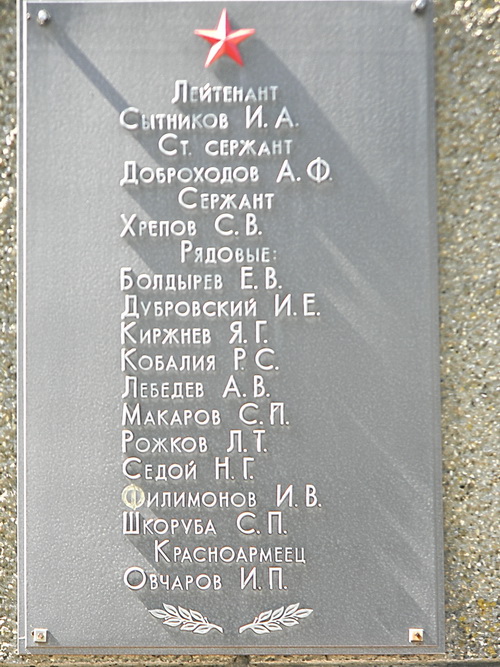 Лейтенант
Сытников И. А.
Ст. сержант
Доброходов А. Ф.
Сержант
Хрепов С. В.
Рядовые:
Болдырев Е. В.
Дубровский И. Е.
Киржнев Я. Г.
Кобалия Р. С.
Лебедев А. В.
Макаров С. П.
Рожков Л. Т.
Седой Н. Г.
Филимонов И. В.
Шкоруба С. П.
Красноармеец
Овчаров И. П.